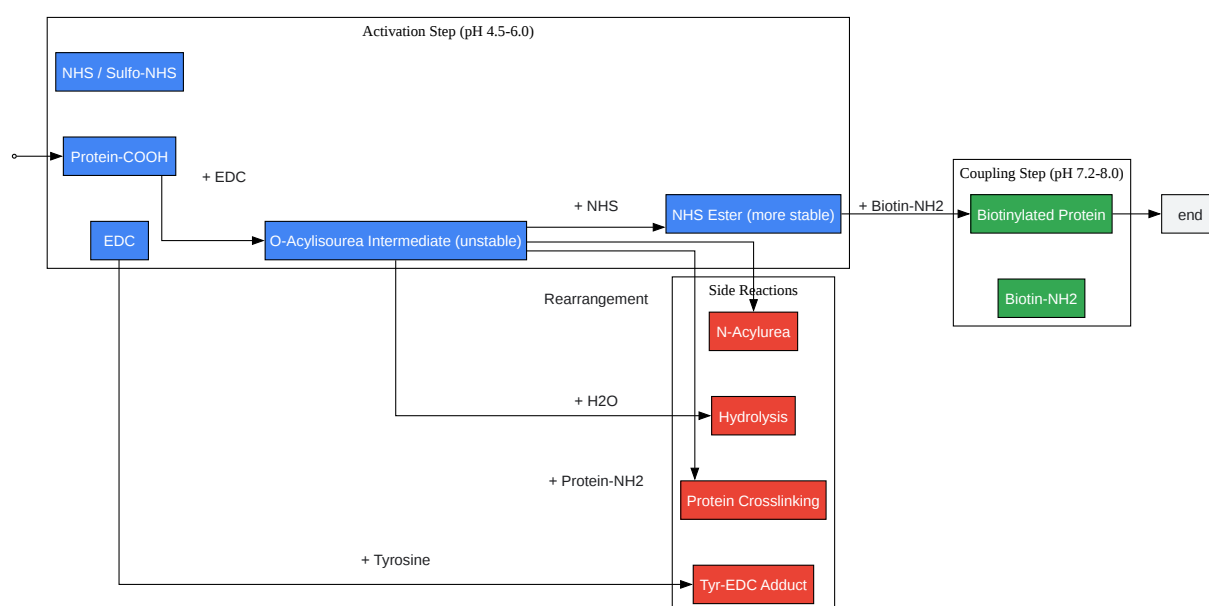 Activation Step (pH 4.5-6.0)
NHS / Sulfo-NHS
Protein-COOH
+ EDC
EDC
O-Acylisourea Intermediate (unstable)
+ NHS
NHS Ester (more stable)
+ Biotin-NH2
Coupling Step (pH 7.2-8.0)
Biotinylated Protein
end
Biotin-NH2
Side Reactions
Rearrangement
N-Acylurea
+ H2O
Hydrolysis
+ Protein-NH2
Protein Crosslinking
+ Tyrosine
Tyr-EDC Adduct